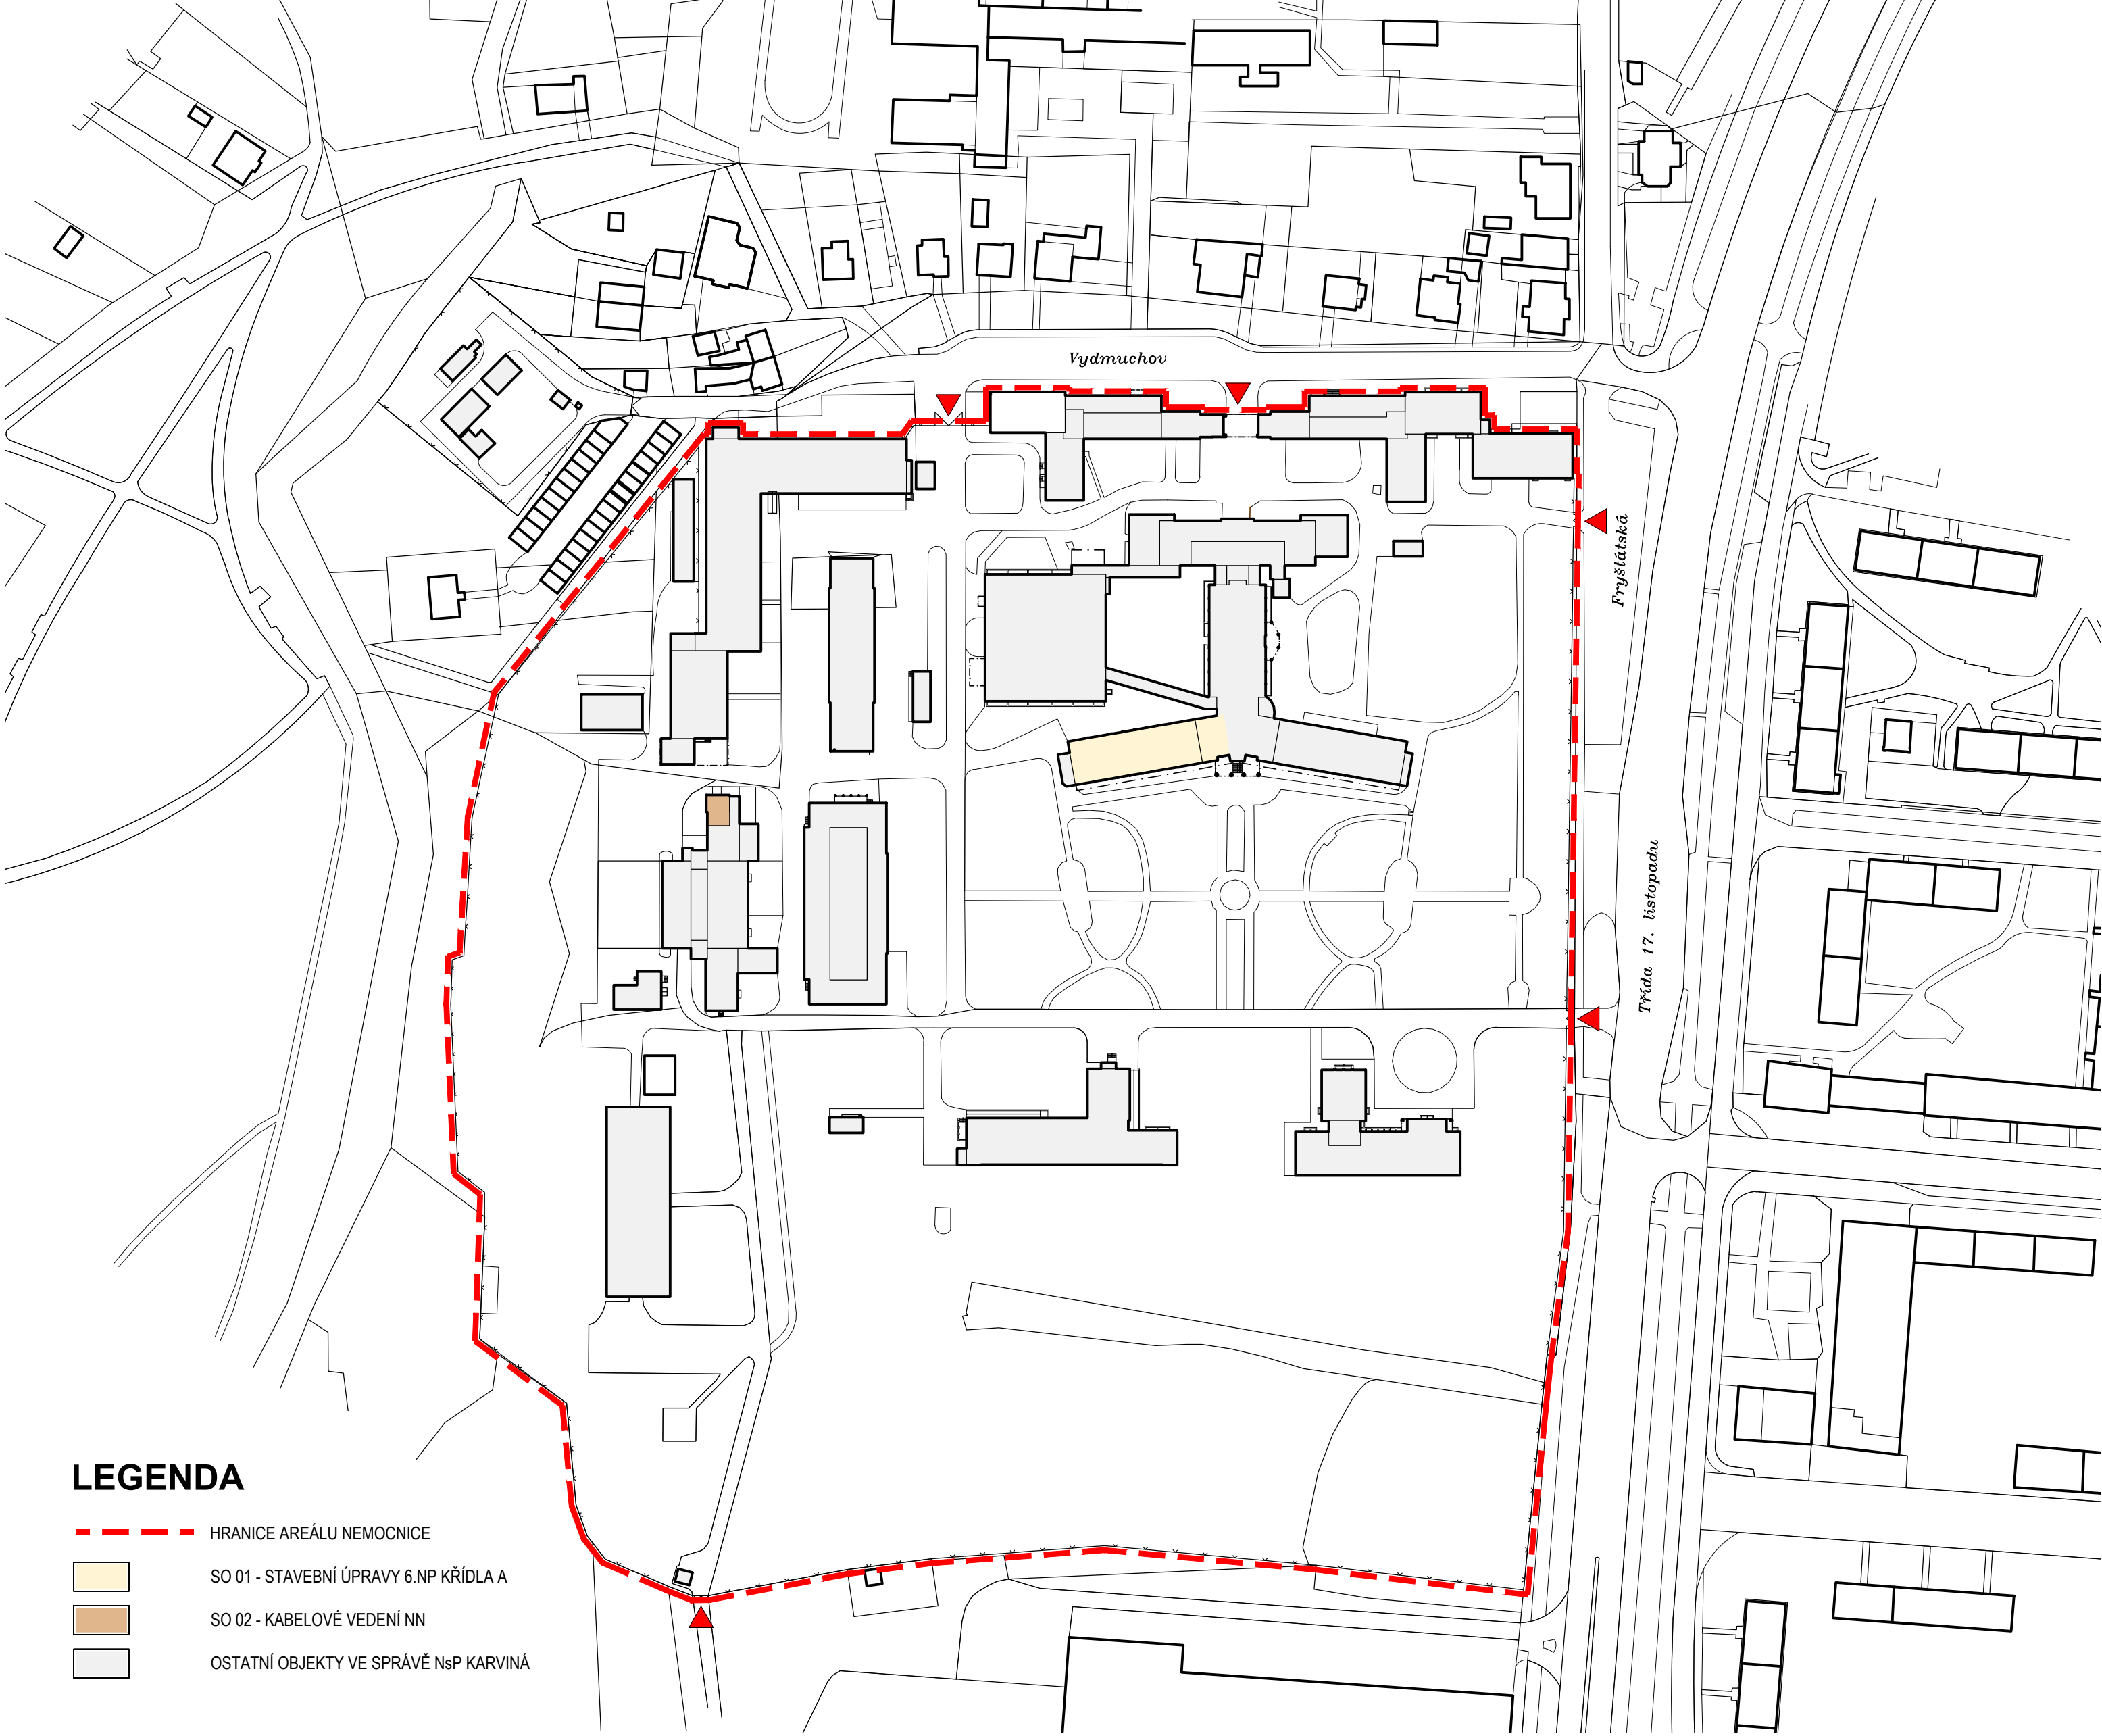 Vydmuchov
Fryštátská
Třída 17. listopadu
LEGENDA
HRANICE AREÁLU NEMOCNICE
SO 01 - STAVEBNÍ ÚPRAVY 6.NP KŘÍDLA A
SO 02 - KABELOVÉ VEDENÍ NN
OSTATNÍ OBJEKTY VE SPRÁVĚ NsP KARVINÁ